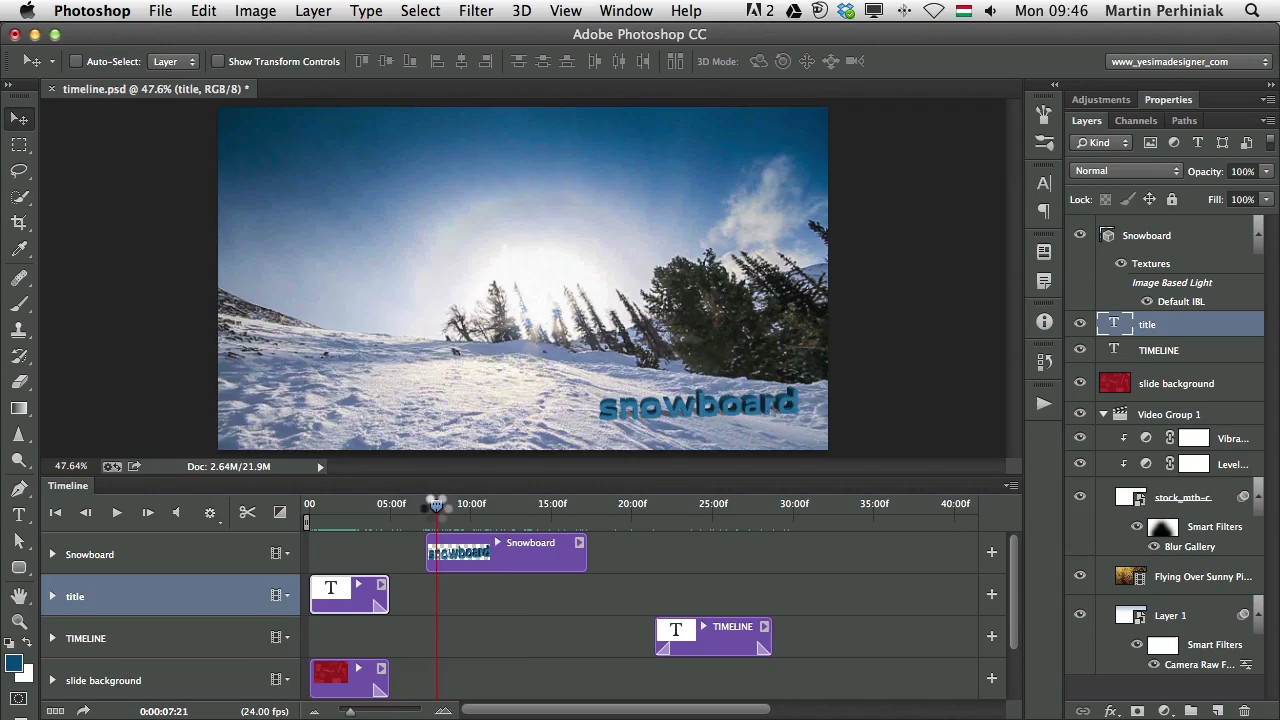 Photoshop File Edit Image Layer Type Select Filter 3D View Window Help 2 Mon 09:46 Martin Perhiniak
Adobe Photoshop CC
Auto-Select: Layer Show Transform Controls 3D Mode: www_yesimadesigner_com
timeline.psd @ 47.6% (title, RGB/8) *
Adjustments Properties
Layers Channels Paths
Kind
Normal Opacity: 100%
Lock: Fill: 100%
Snowboard
Textures
Image Based Light
Default IBL
title
TIMELINE
slide background
Video Group 1
Vibra...
Level...
stock_mtb-c.
Smart Filters
Blur Gallery
Flying Over Sunny Pi...
Layer 1
Smart Filters
Camera Raw F...
snowboard
47.64% Doc: 2.64M/21.9M
Timeline
00 05:00f 10:00f 15:00f 20:00f 25:00f 30:00f 35:00f 40:00f
Snowboard snowboard Snowboard
title T
TIMELINE T TIMELINE
slide background
0:00:07:21 (24.00 fps)